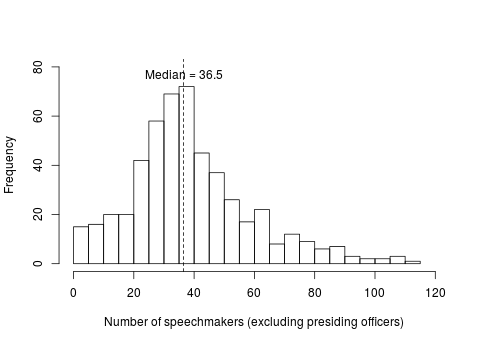 Median = 36.5
Frequency
80
60
40
20
0
0 20 40 60 80 100 120
Number of speechmakers (excluding presiding officers)